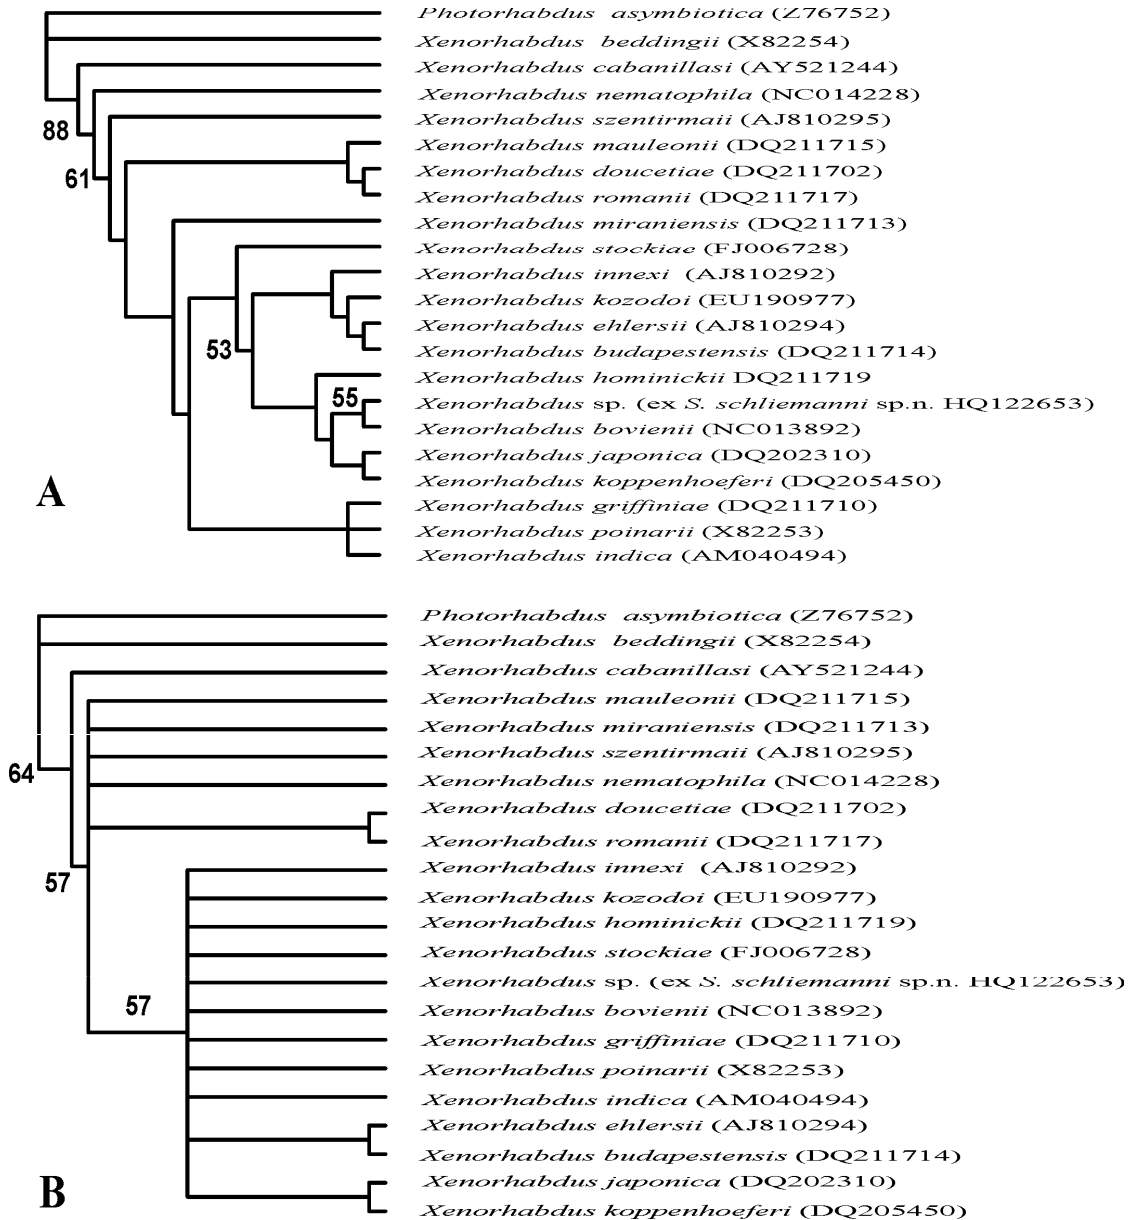 Photorhabdus asymbiotica (Z76752)
Xenorhabdus beddingii (X82254)
Xenorhabdus cabanillasi (AY521244)
Xenorhabdus nematophila (NC014228)
88
Xenorhabdus szentirmaii (AJ810295)
Xenorhabdus mauleonii (DQ211715)
Xenorhabdus doucetiae (DQ211702)
61
Xenorhabdus romanii (DQ211717)
Xenorhabdus miraniensis (DQ211713)
Xenorhabdus stockiae (FJ006728)
Xenorhabdus innexi (AJ810292)
Xenorhabdus kozodoi (EU190977)
Xenorhabdus ehlersii (AJ810294)
53
Xenorhabdus budapestensis (DQ211714)
Xenorhabdus hominickii DQ211719
55
Xenorhabdus sp. (ex S. schliemanni sp.n. HQ122653)
Xenorhabdus bovienii (NC013892)
Xenorhabdus japonica (DQ202310)
Xenorhabdus koppenhoeferi (DQ205450)
A
Xenorhabdus griffiniae (DQ211710)
Xenorhabdus poinarii (X82253)
Xenorhabdus indica (AM040494)
Photorhabdus asymbiotica (Z76752)
Xenorhabdus beddingii (X82254)
Xenorhabdus cabanillasi (AY521244)
Xenorhabdus mauleonii (DQ211715)
Xenorhabdus miraniensis (DQ211713)
Xenorhabdus szentirmaii (AJ810295)
64
Xenorhabdus nematophila (NC014228)
Xenorhabdus doucetiae (DQ211702)
Xenorhabdus romanii (DQ211717)
Xenorhabdus innexi (AJ810292)
57
Xenorhabdus kozodoi (EU190977)
Xenorhabdus hominickii (DQ211719)
Xenorhabdus stockiae (FJ006728)
Xenorhabdus sp. (ex S. schliemanni sp.n. HQ122653)
57
Xenorhabdus bovienii (NC013892)
Xenorhabdus griffiniae (DQ211710)
Xenorhabdus poinarii (X82253)
Xenorhabdus indica (AM040494)
Xenorhabdus ehlersii (AJ810294)
Xenorhabdus budapestensis (DQ211714)
Xenorhabdus japonica (DQ202310)
B
Xenorhabdus koppenhoeferi (DQ205450)